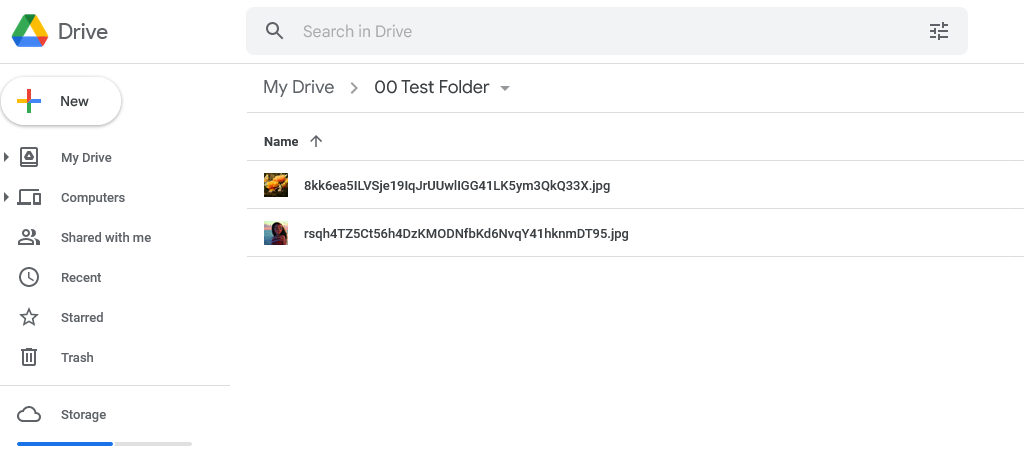 Drive
Search in Drive
New
My Drive
Computers
Shared with me
Recent
Starred
Trash
Storage
My Drive > 00 Test Folder
Name
8kk6ea5ILVSje19IqJrUUwlIGG41LK5ym3QkQ33X.jpg
rsqh4TZ5Ct56h4DzKMODNfbKd6NvqY41hknmDT95.jpg